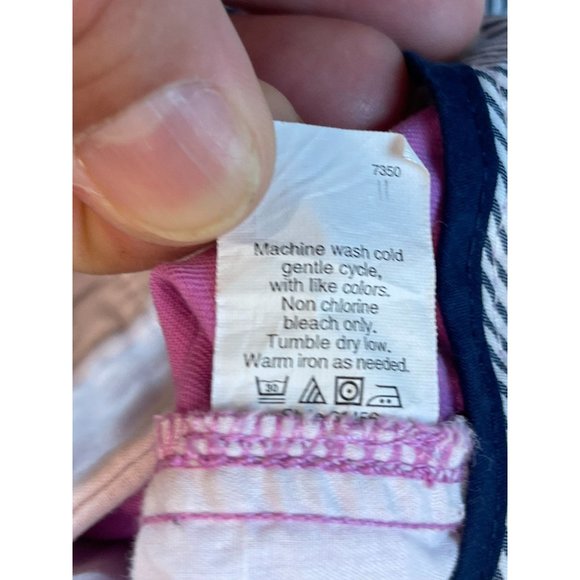 7350
11
Machine wash cold
gentle cycle,
with like colors.
Non chlorine
bleach only.
Tumble dry low.
Warm iron as needed.
30